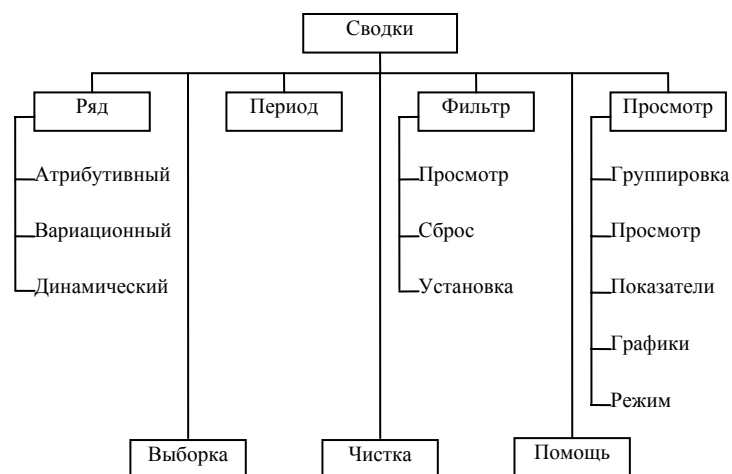 Сводки
Ряд
Период
Фильтр
Просмотр
Атрибутивный
Просмотр
Группировка
Вариационный
Сброс
Просмотр
Динамический
Установка
Показатели
Графики
Режим
Выборка
Чистка
Помощь